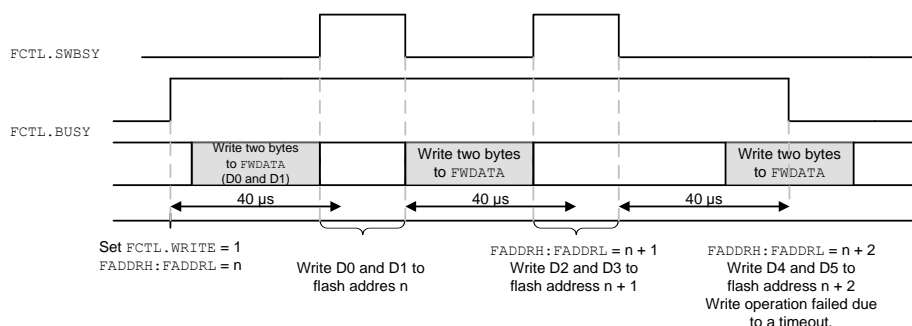 FCTL.SWBSY
FCTL.BUSY
Write two bytes
to FWDATA
(D0 and D1)
Write two bytes
to FWDATA
Write two bytes
to FWDATA
40 µs
40 µs
40 µs
Set FCTL.WRITE = 1
FADDRH:FADDRL = n
Write D0 and D1 to
flash addres n
FADDRH:FADDRL = n + 1
Write D2 and D3 to
flash address n + 1
FADDRH:FADDRL = n + 2
Write D4 and D5 to
flash address n + 2
Write operation failed due
to a timeout.